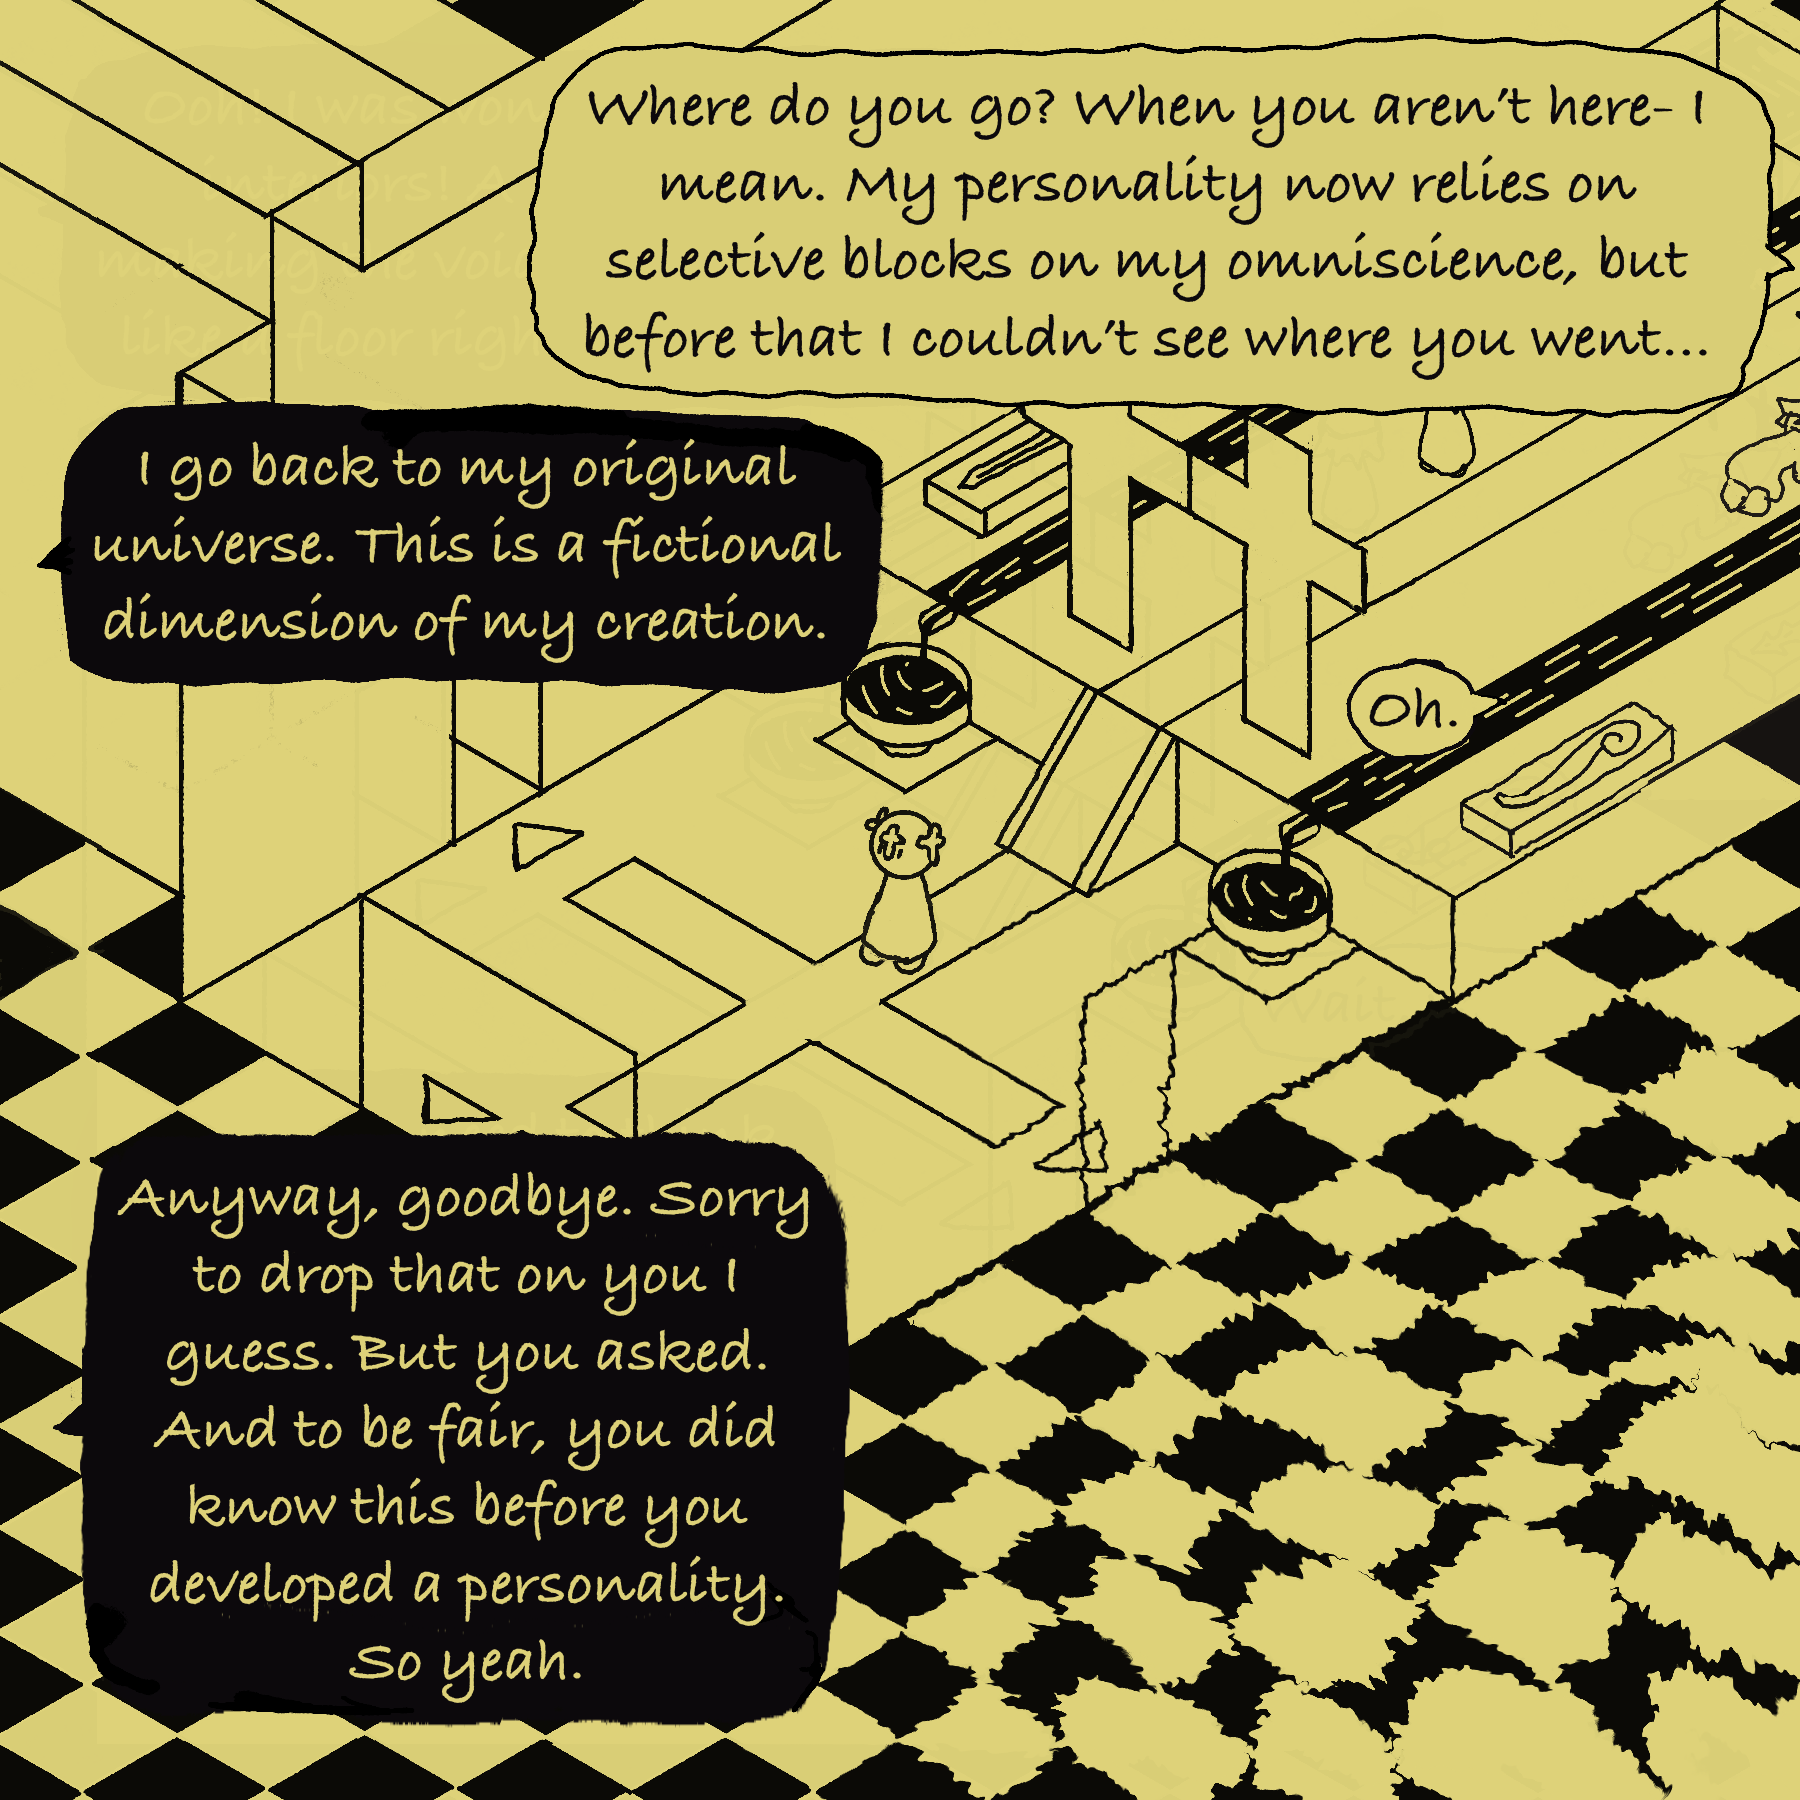 Where do you go? When you aren't here- I
mean. My personality now relies on
selective blocks on my omniscience, but
before that I couldn't see where you went...
I go back to my original
universe. This is a fictional
dimension of my creation.
Oh.
Anyway, goodbye. Sorry
to drop that on you I
guess. But you asked.
And to be fair, you did
know this before you
developed a personality.
So yeah.